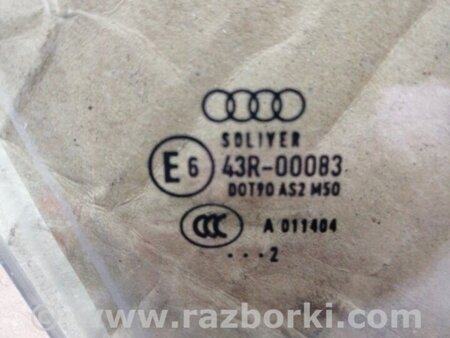 SOLIVER
E6 43R-00083
DOT90 AS2 M50
CCC A 011404
...2
© www.razborki.com